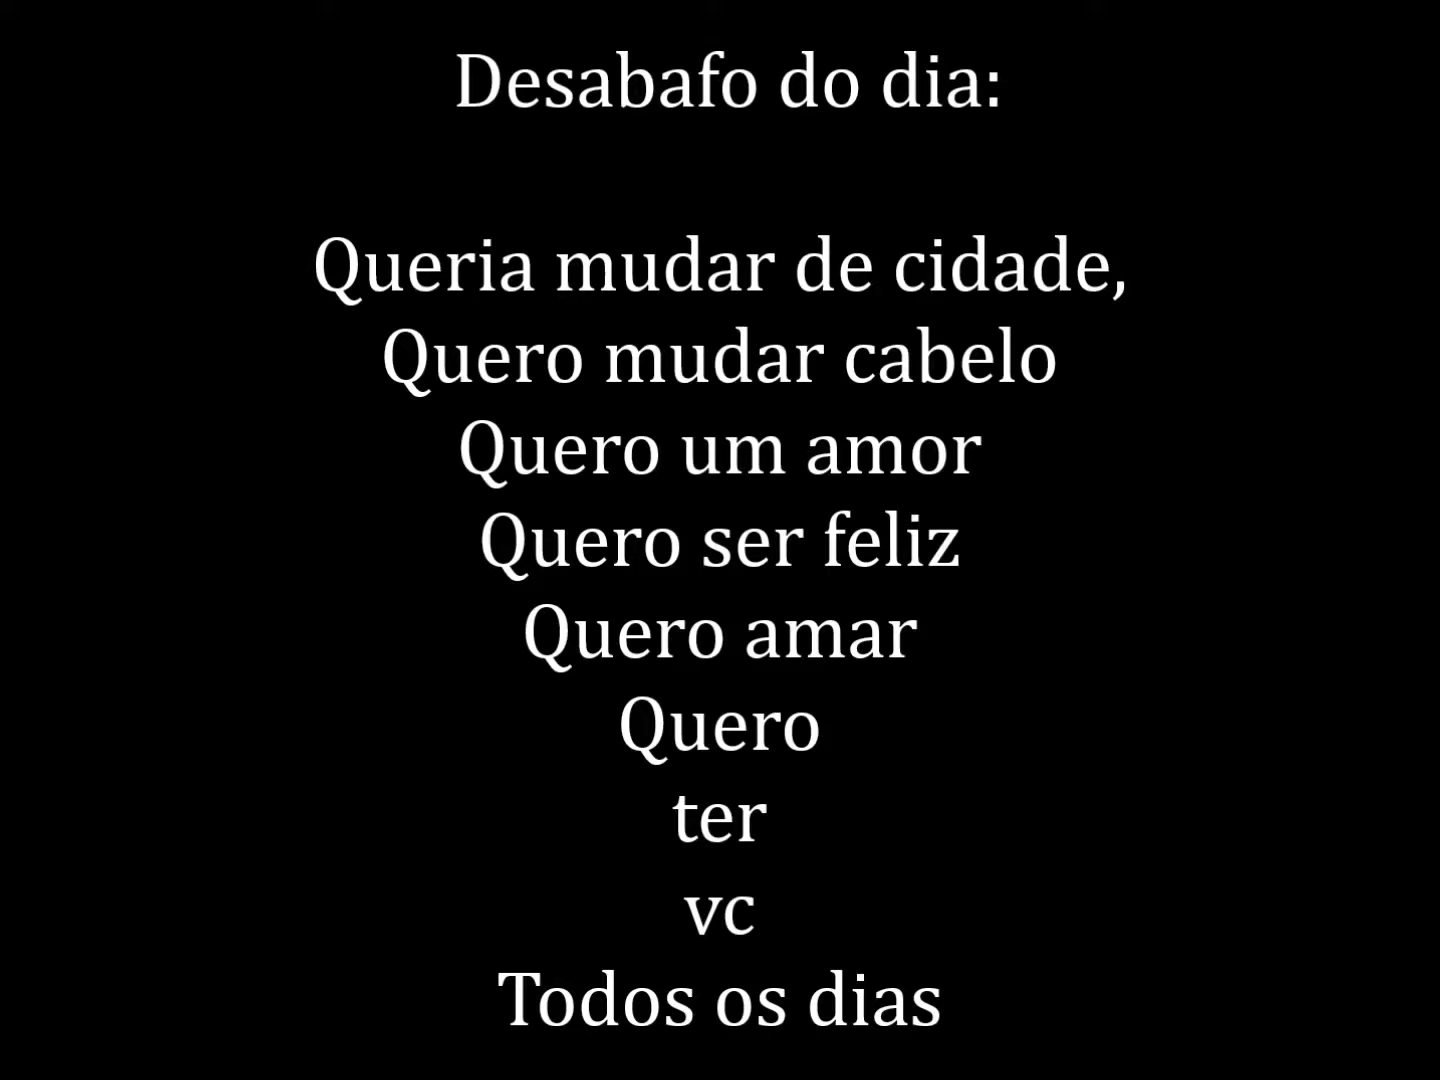 Desabafo do dia:
Queria mudar de cidade,
Quero mudar cabelo
Quero um amor
Quero ser feliz
Quero amar
Quero
ter
vc
Todos os dias